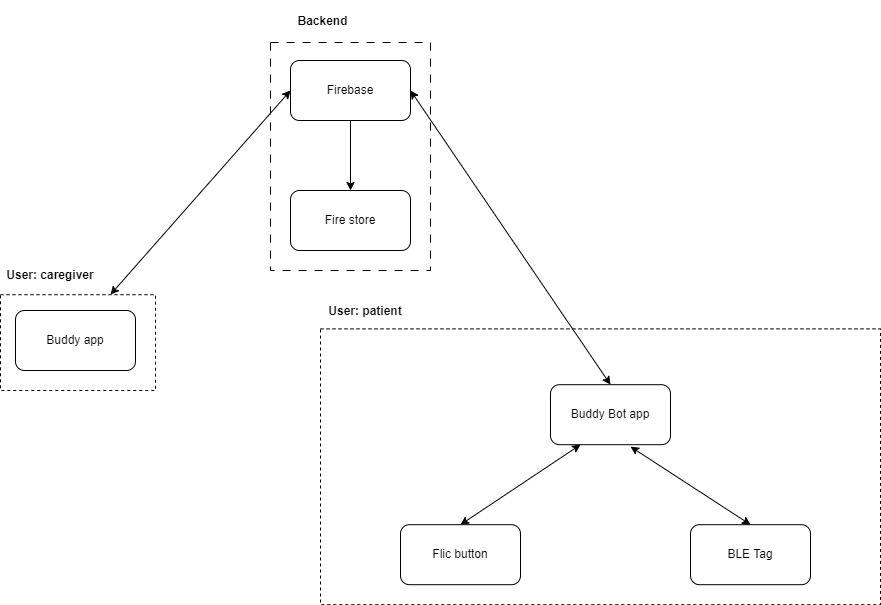 Backend
Firebase
Fire store
User: caregiver
Buddy app
User: patient
Buddy Bot app
Flic button
BLE Tag